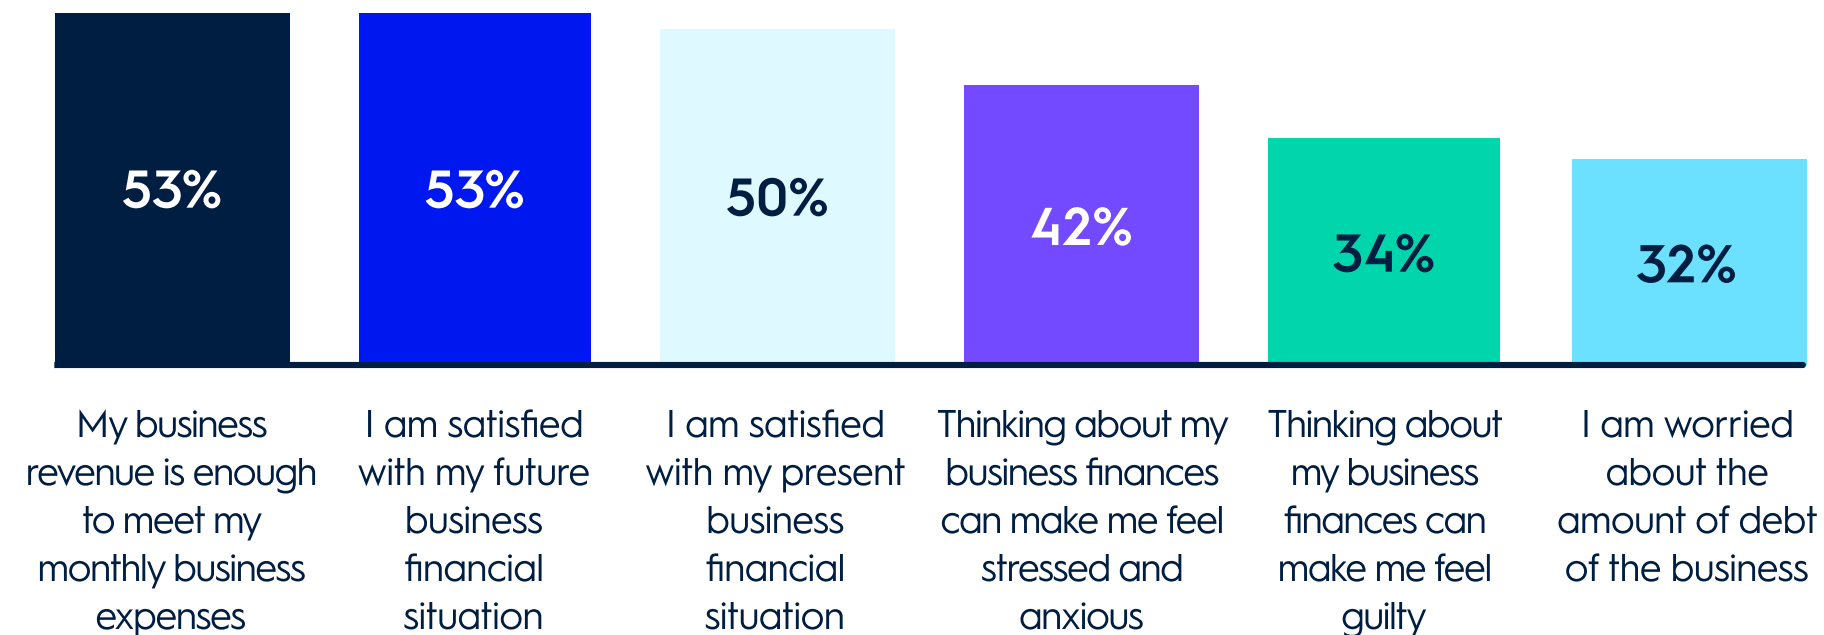 53%
53%
50%
42%
34%
32%
My business
revenue is enough
to meet my
monthly business
expenses
I am satisfied
with my future
business
financial
situation
I am satisfied
with my present
business
financial
situation
Thinking about my
business finances
can make me feel
stressed and
anxious
Thinking about
my business
finances can
make me feel
guilty
I am worried
about the
amount of debt
of the business